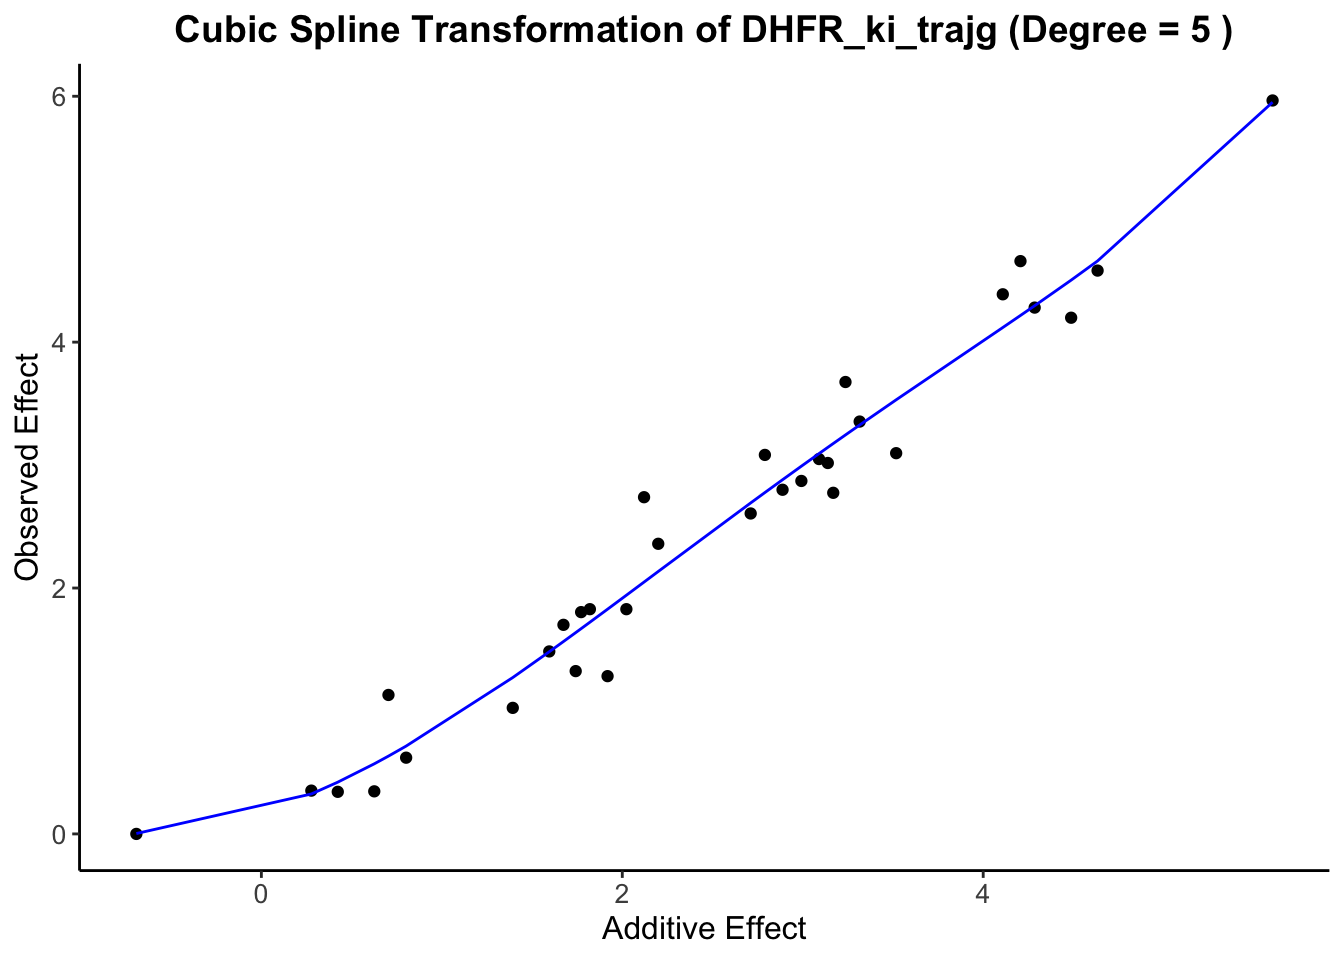 Cubic Spline Transformation of DHFR_ki_trajg (Degree = 5 )
6
4
2
0
Observed Effect
0 2 4
Additive Effect